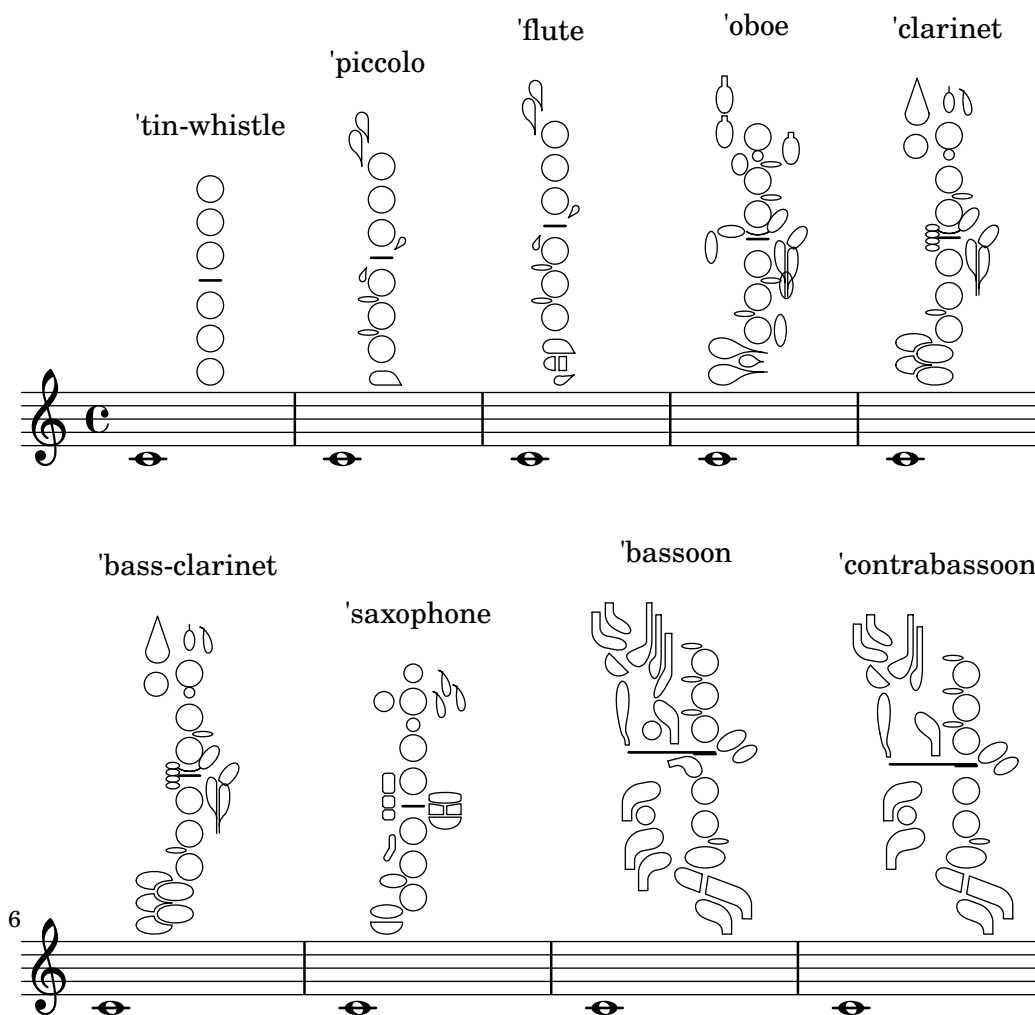 'tin-whistle
'piccolo
'flute
'oboe
'clarinet
'bass-clarinet
'saxophone
'bassoon
'contrabassoon
6